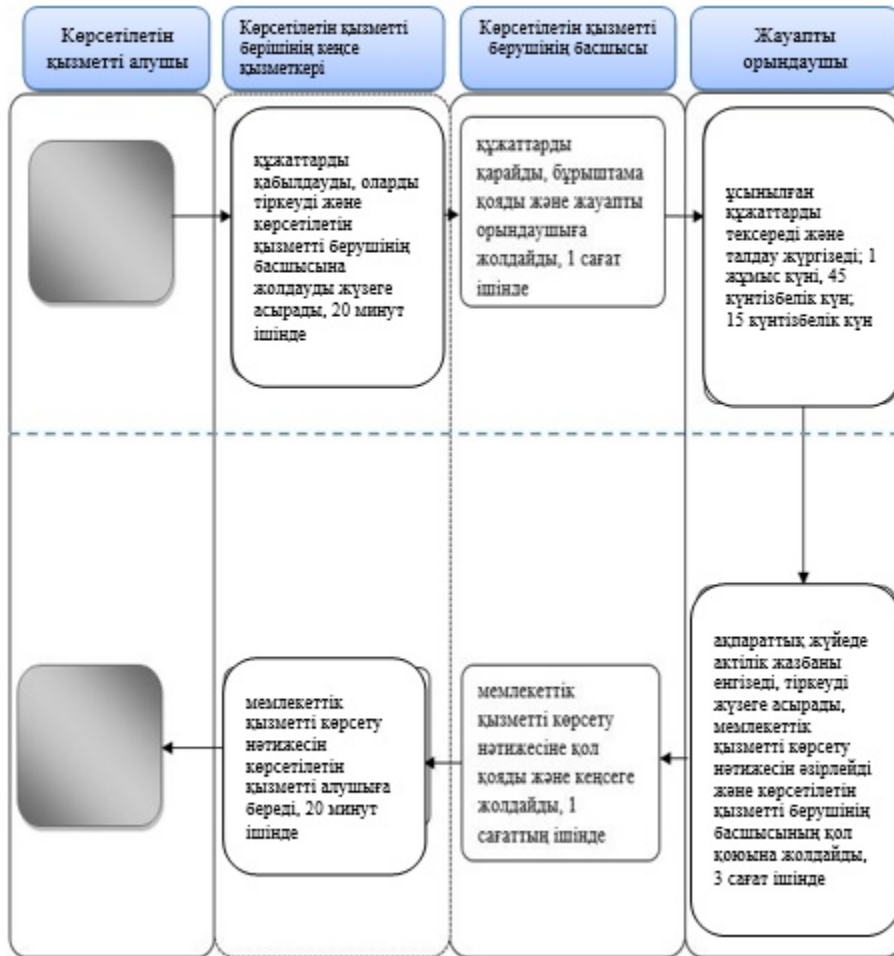 Көрсетілетін
қызметті алушы
Көрсетілетін қызметті
берішінің кеңсе
қызметкері
Көрсетілетін қызметті
берушінің басшысы
Жауапты
орындаушы
құжаттарды
қабылдауды, оларды
тіркеуді және
көрсетілетін
қызметті берушінің
басшысына
жолдауды жүзеге
асырады, 20 минут
ішінде
құжаттарды
қарайды, бұрыштама
қояды және жауапты
орындаушыға
жолдайды, 1 сағат
ішінде
ұсынылған
құжаттарды
тексереді және
талдау жүргізеді; 1
жұмыс күні, 45
күнтізбелік күн;
15 күнтізбелік күн
мемлекеттік
қызметті көрсету
нәтижесін
көрсетілетін
қызметті алушыға
береді, 20 минут
ішінде
мемлекеттік
қызметті көрсету
нәтижесіне қол
қояды және кеңсеге
жолдайды, 1
сағаттың ішінде
ақпараттық жүйеде
актілік жазбаны
енгізеді, тіркеуді
жүзеге асырады,
мемлекеттік
қызметті көрсету
нәтижесін әзірлейді
және көрсетілетін
қызметті берушінің
басшысының қол
қоюына жолдайды,
3 сағат ішінде